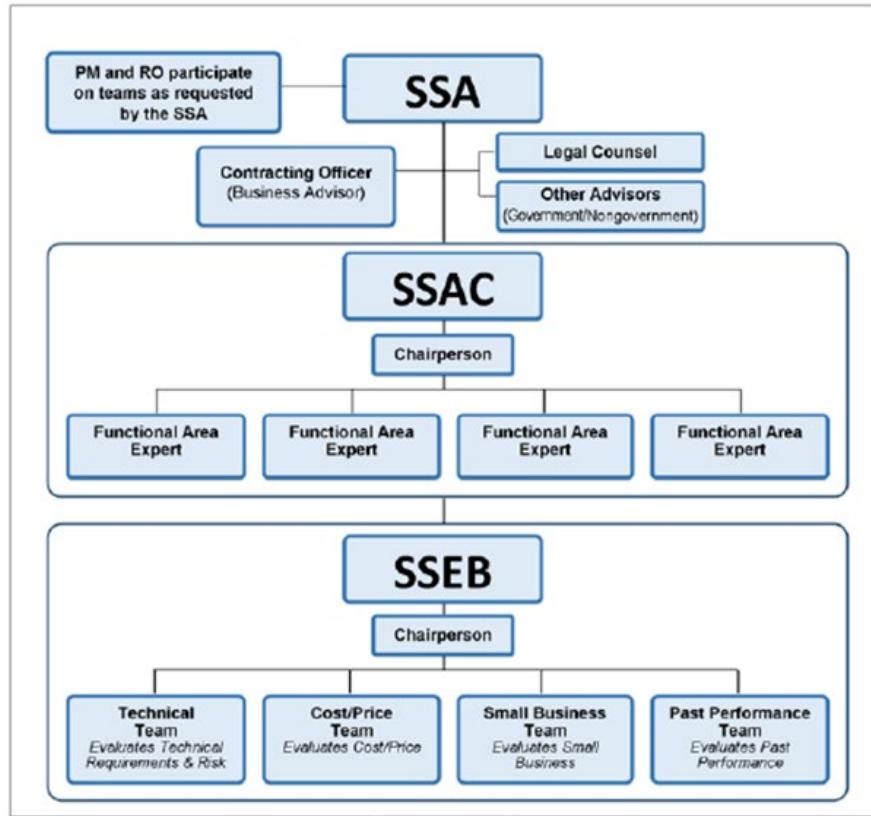 PM and RO participate
on teams as requested
by the SSA
SSA
Contracting Officer
(Business Advisor)
Legal Counsel
Other Advisors
(Government/Nongovernment)
SSAC
Chairperson
Functional Area
Expert
Functional Area
Expert
Functional Area
Expert
Functional Area
Expert
SSEB
Chairperson
Technical
Team
Evaluates Technical
Requirements & Risk
Cost/Price
Team
Evaluates Cost/Price
Small Business
Team
Evaluates Small
Business
Past Performance
Team
Evaluates Past
Performance